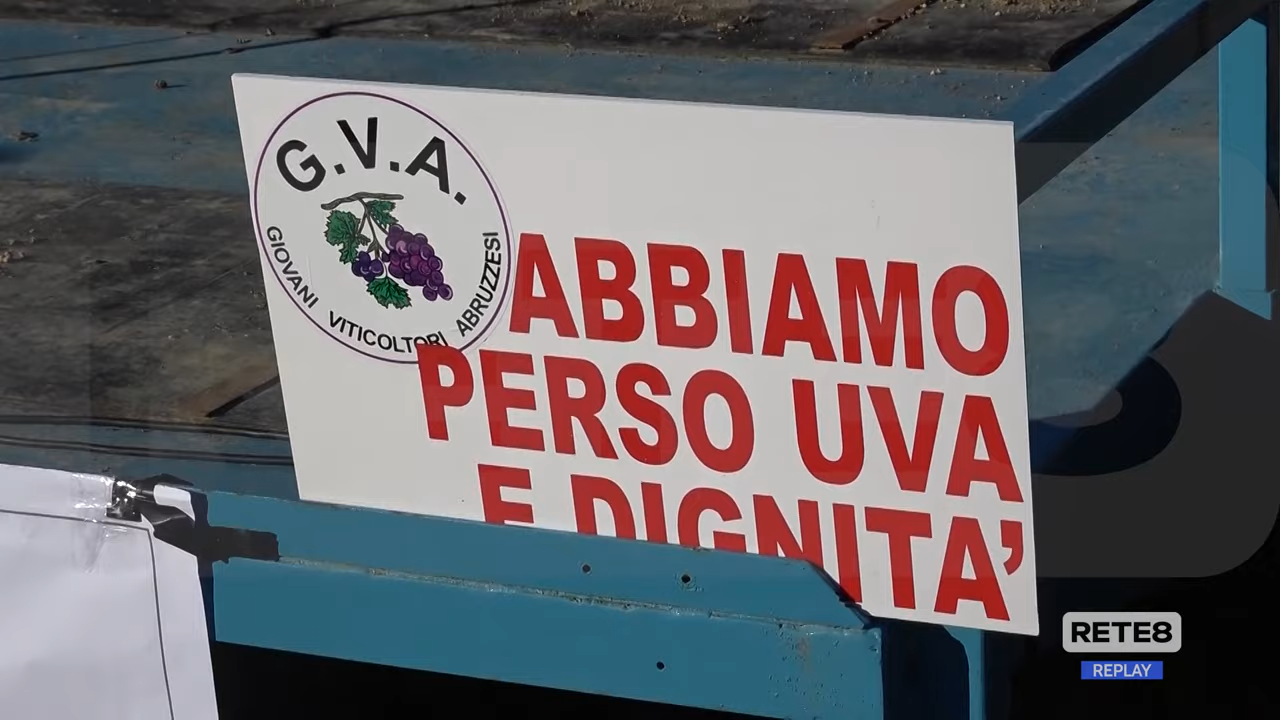 G.V.A.
GIOVANI VITICOLTORI ABRUZZESI
ABBIAMO
PERSO UVA
E DIGNITA'
RETE8
REPLAY